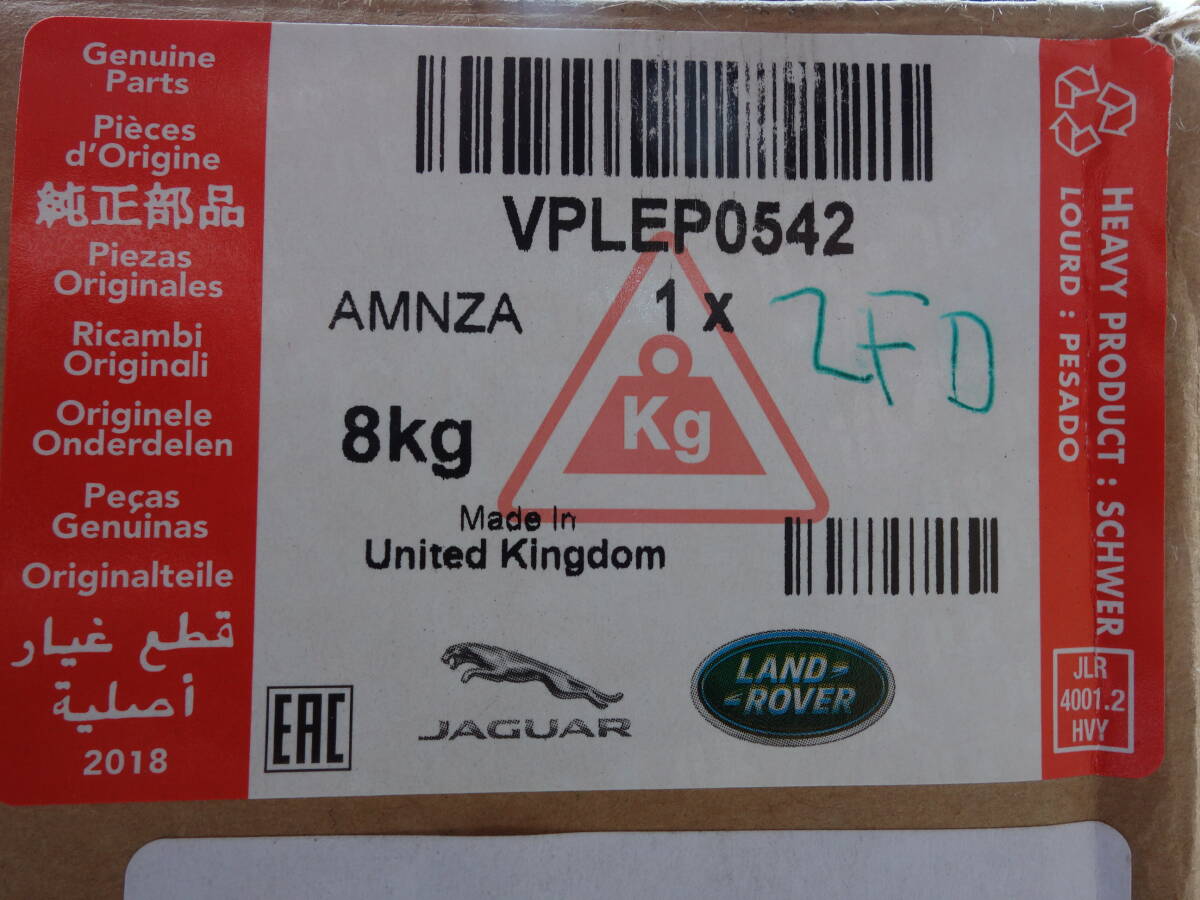 Genuine
Parts
Pièces
d'Origine
純正部品
Piezas
Originales
Ricambi
Originali
Originele
Onderdelen
Peças
Genuinas
Originalteile
قطع غيار
أصلية
2018
VPLEP0542
AMNZA
1 x
ZFD
8kg
Kg
Made In
United Kingdom
EAC
JAGUAR
LAND
ROVER
HEAVY PRODUCT : SCHWER
LOURD : PESADO
JLR
4001.2
HVY